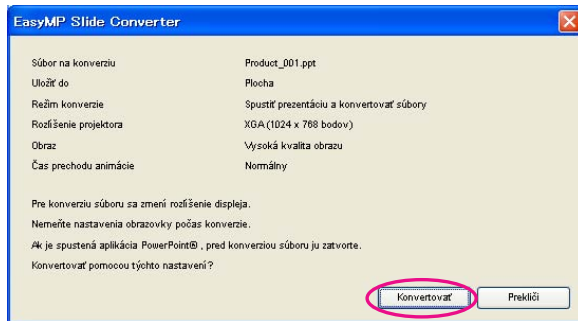 EasyMP Slide Converter
Súbor na konverziu Product_001.ppt
Uložiť do Plocha
Režim konverzie Spustiť prezentáciu a konvertovať súbory
Rozlíšenie projektora XGA (1024 x 768 bodov)
Obraz Vysoká kvalita obrazu
Čas prechodu animácie Normálny
Pre konverziu súboru sa zmení rozlíšenie displeja.
Nemeňte nastavenia obrazovky počas konverzie.
Ak je spustená aplikácia PowerPoint® , pred konverziou súboru ju zatvorte.
Konvertovať pomocou týchto nastavení?
Konvertovať Prekliči